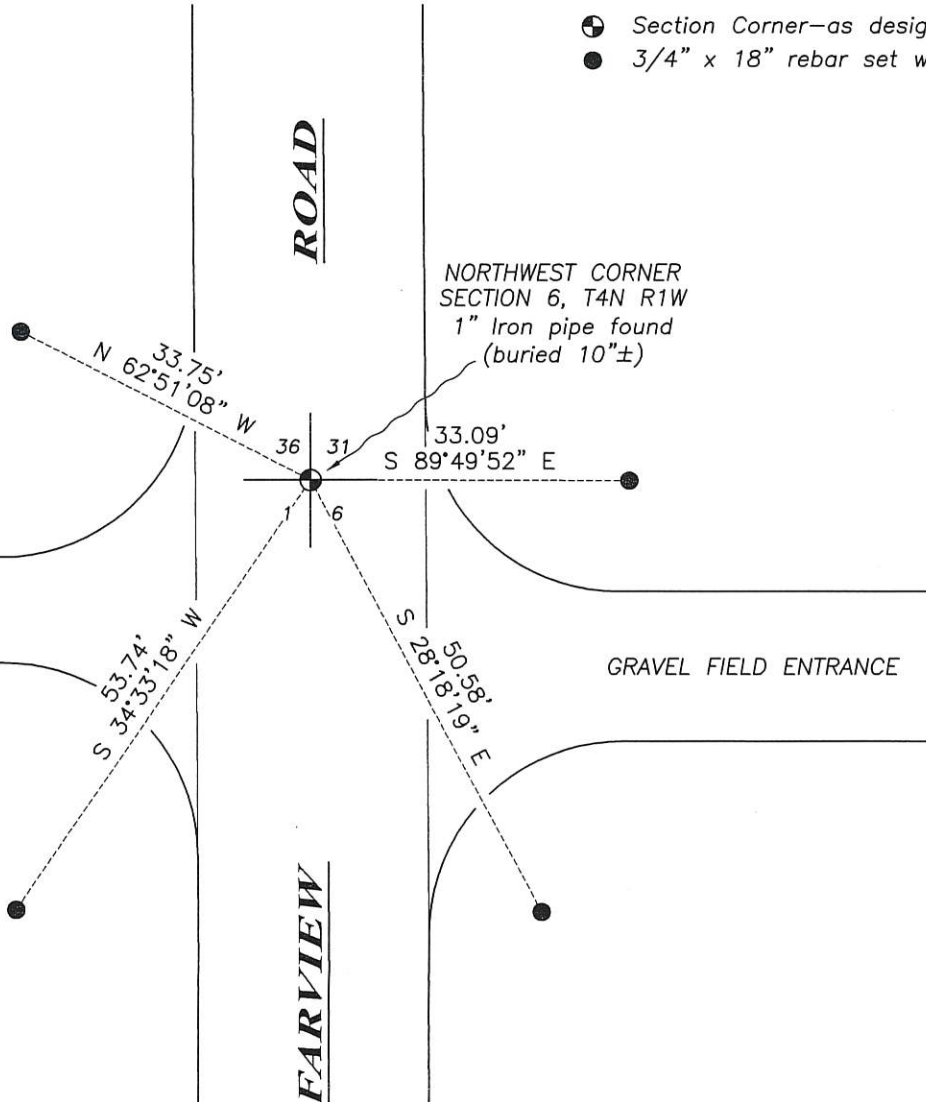 Section Corner—as desig
3/4" x 18" rebar set w
ROAD
NORTHWEST CORNER
SECTION 6, T4N R1W
1" Iron pipe found
(buried 10"±)
33.75'
N 62°51'08" W
36 31
33.09'
S 89°49'52" E
1 6
53.74'
S 34°33'18" W
50.58'
S 28°18'19" E
GRAVEL FIELD ENTRANCE
FARVIEW